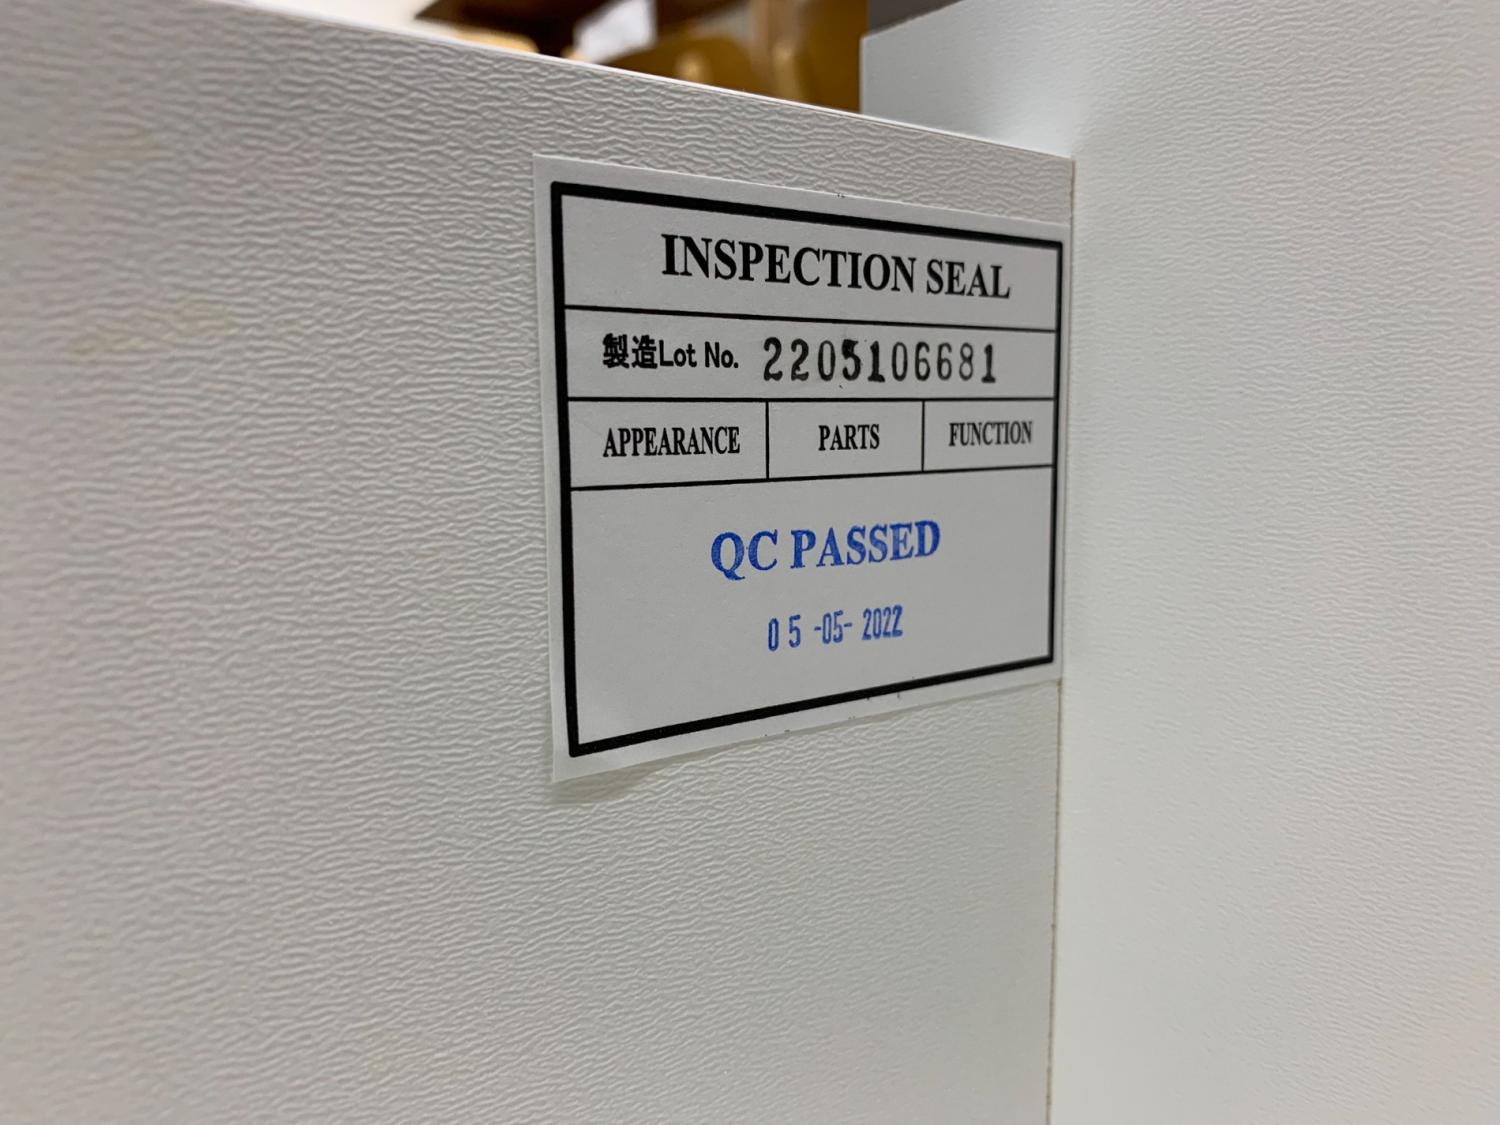 INSPECTION SEAL
製造Lot No. 2205106681
APPEARANCE PARTS FUNCTION
QC PASSED
05-05-2022